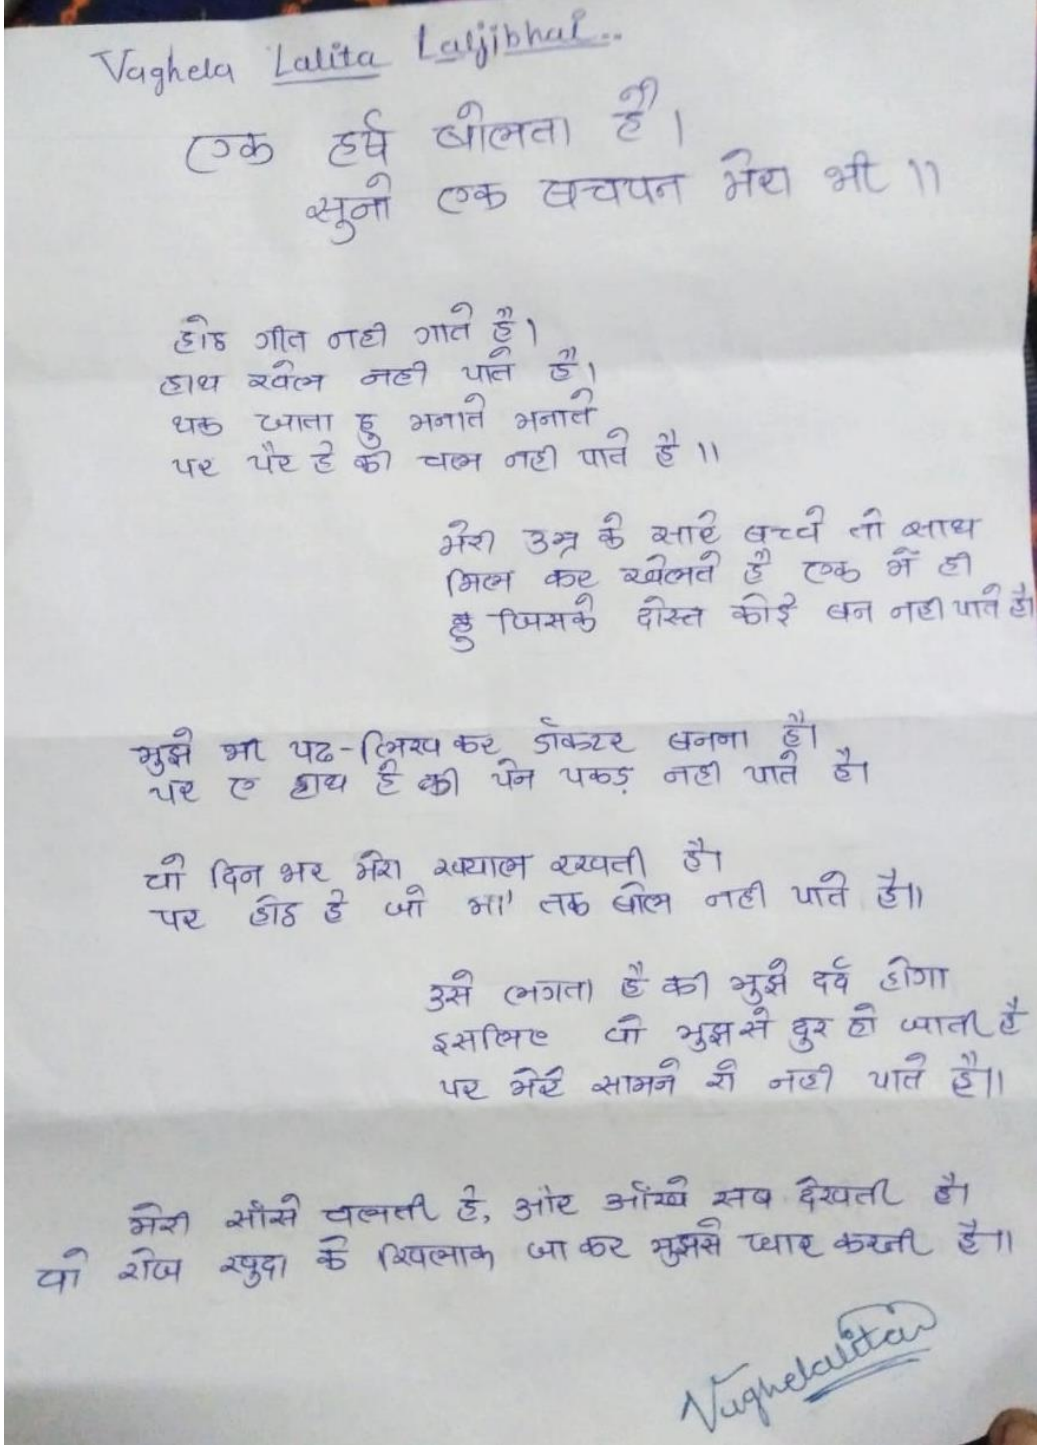 Vaghela Lalita Laljibhai..
एक हर्ष बोलता है।
सुनो एक बचपन मेरा भी ॥
होठ गीत नही गाते है।
हाथ खेल नही पाते है।
थक जाता हु मनाते मनाते
पर पैर हे की चल नही पाते है ॥
मेरी उम्र के सारे बच्चे तो साथ
मिल कर खेलते है एक में ही
हु जिसके दोस्त कोई बन नही पाते है।
मुझे भी पढ-लिख कर डॉकटर बनना है।
पर ए हाथ हे की पेन पकड़ नही पाते है।
वो दिन भर मेरा ख्याल रखती है।
पर होठ हे जो मा' तक बोल नही पाते है॥
उसे लगता है की मुझे दर्द होगा
इसलिए वो मुझसे दुर हो जाती है
पर मेरे सामने रो नही पाते है॥
मेरी साँसे चलती हे, और आँखे सब देखती है।
वो रोज खुदा के खिलाक जा कर मुझसे प्यार करती है॥
Vaghelalita